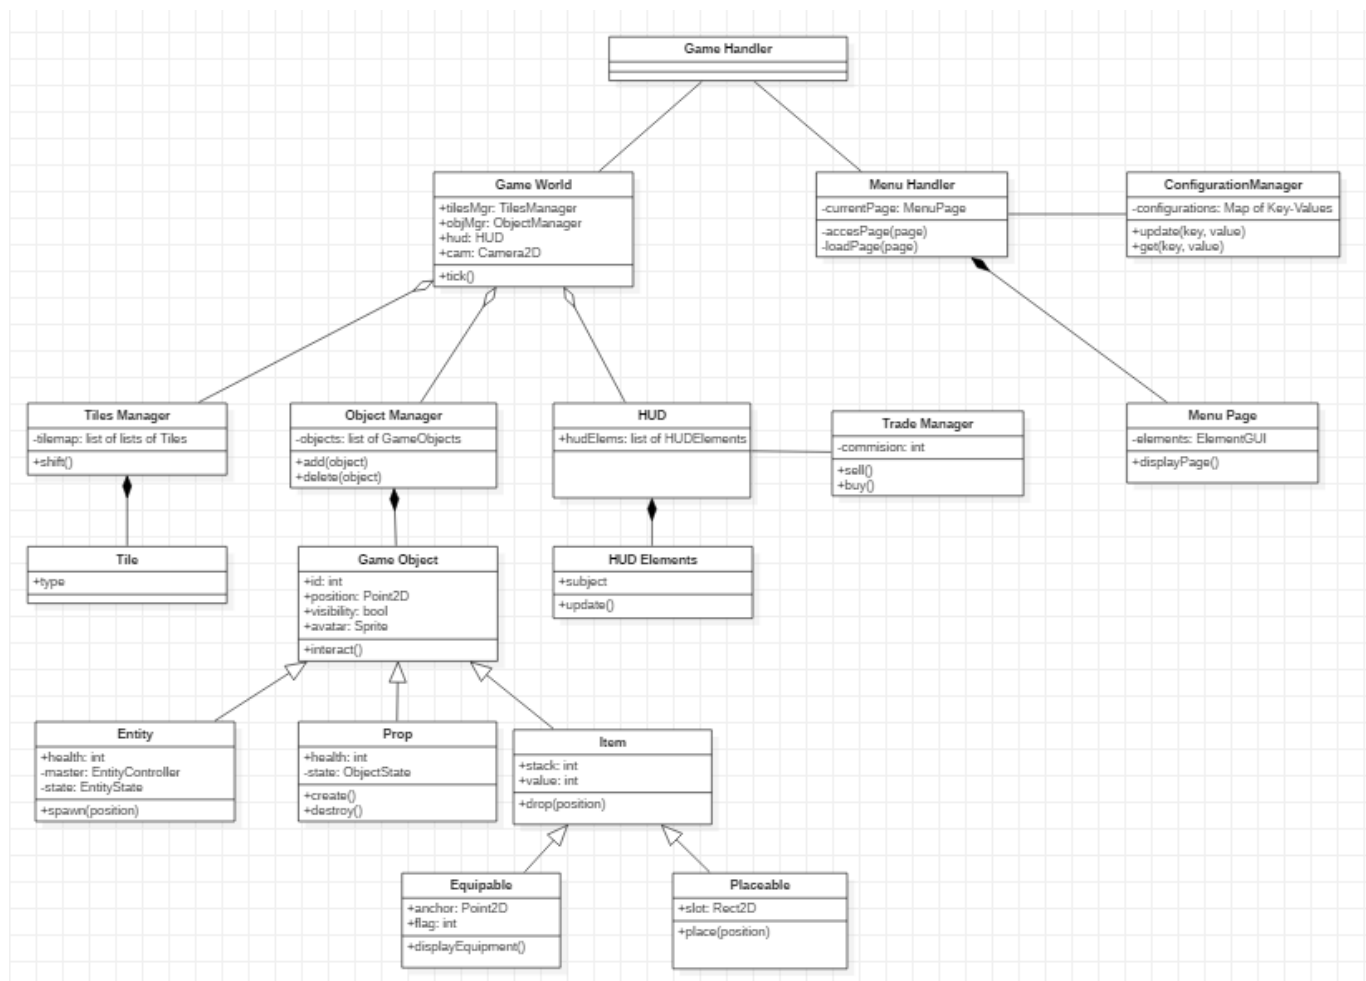 Game Handler
Game World
+tilesMgr: TilesManager
+objMgr: ObjectManager
+hud: HUD
+cam: Camera2D
+tick()
Menu Handler
-currentPage: MenuPage
-accesPage(page)
-loadPage(page)
ConfigurationManager
-configurations: Map of Key-Values
+update(key, value)
+get(key, value)
Tiles Manager
-tilemap: list of lists of Tiles
+shift()
Object Manager
-objects: list of GameObjects
+add(object)
+delete(object)
HUD
+hudElems: list of HUDElements
Trade Manager
-commision: int
+sell()
+buy()
Menu Page
-elements: ElementGUI
+displayPage()
Tile
+type
Game Object
+id: int
+position: Point2D
+visibility: bool
+avatar: Sprite
+interact()
HUD Elements
+subject
+update()
Entity
+health: int
-master: EntityController
-state: EntityState
+spawn(position)
Prop
+health: int
-state: ObjectState
+create()
+destroy()
Item
+stack: int
+value: int
+drop(position)
Equipable
+anchor: Point2D
+flag: int
+displayEquipment()
Placeable
+slot: Rect2D
+place(position)